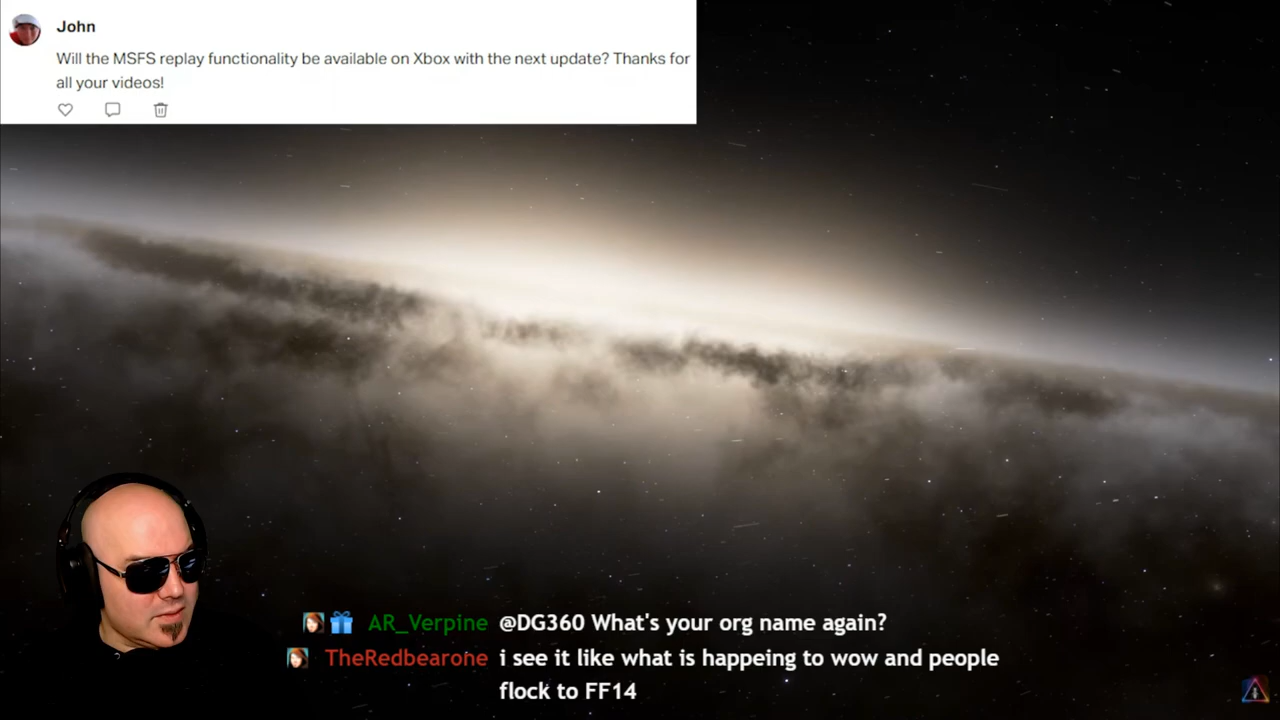 John
Will the MSFS replay functionality be available on Xbox with the next update? Thanks for
all your videos!
AR_Verpine @DG360 What's your org name again?
TheRedbearone i see it like what is happeing to wow and people
flock to FF14